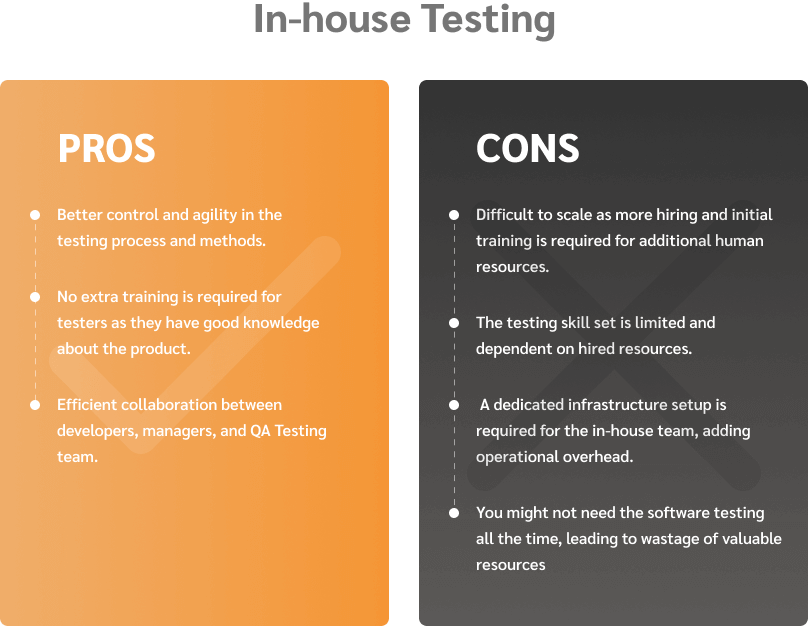 In-house Testing
PROS
Better control and agility in the
testing process and methods.
No extra training is required for
testers as they have good knowledge
about the product.
Efficient collaboration between
developers, managers, and QA Testing
team.
CONS
Difficult to scale as more hiring and initial
training is required for additional human
resources.
The testing skill set is limited and
dependent on hired resources.
A dedicated infrastructure setup is
required for the in-house team, adding
operational overhead.
You might not need the software testing
all the time, leading to wastage of valuable
resources